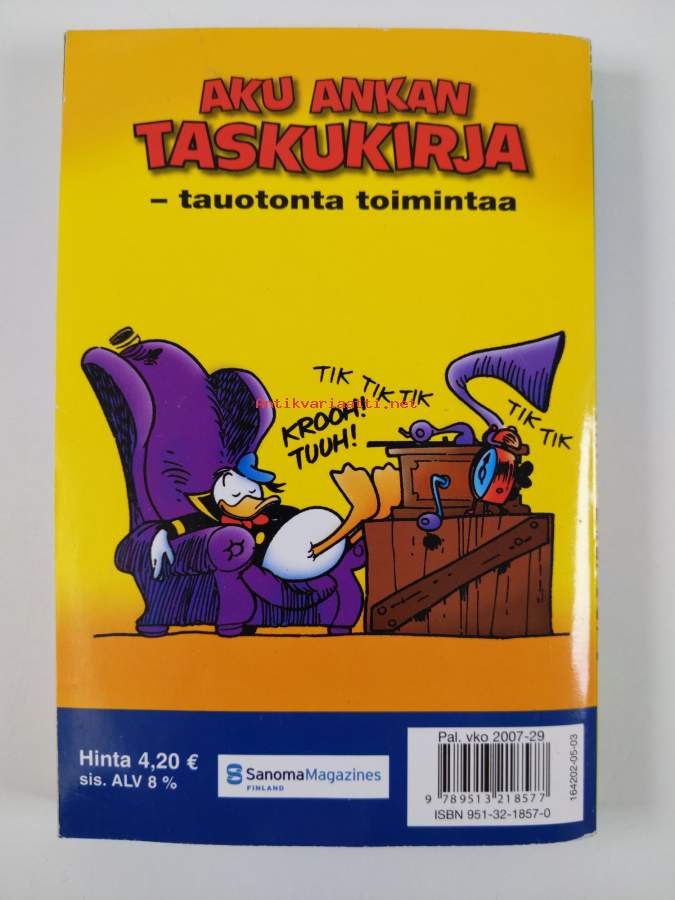 AKU ANKAN
TASKUKIRJA
– tauotonta toimintaa
TIK TIK TIK
Antikvariaatti.net
KROOH!
TUUH!
TIK TIK
Hinta 4,20 €
sis. ALV 8 %
SanomaMagazines
FINLAND
Pal. vko 2007-29
9 789513 218577
ISBN 951-32-1857-0
164202-05-03